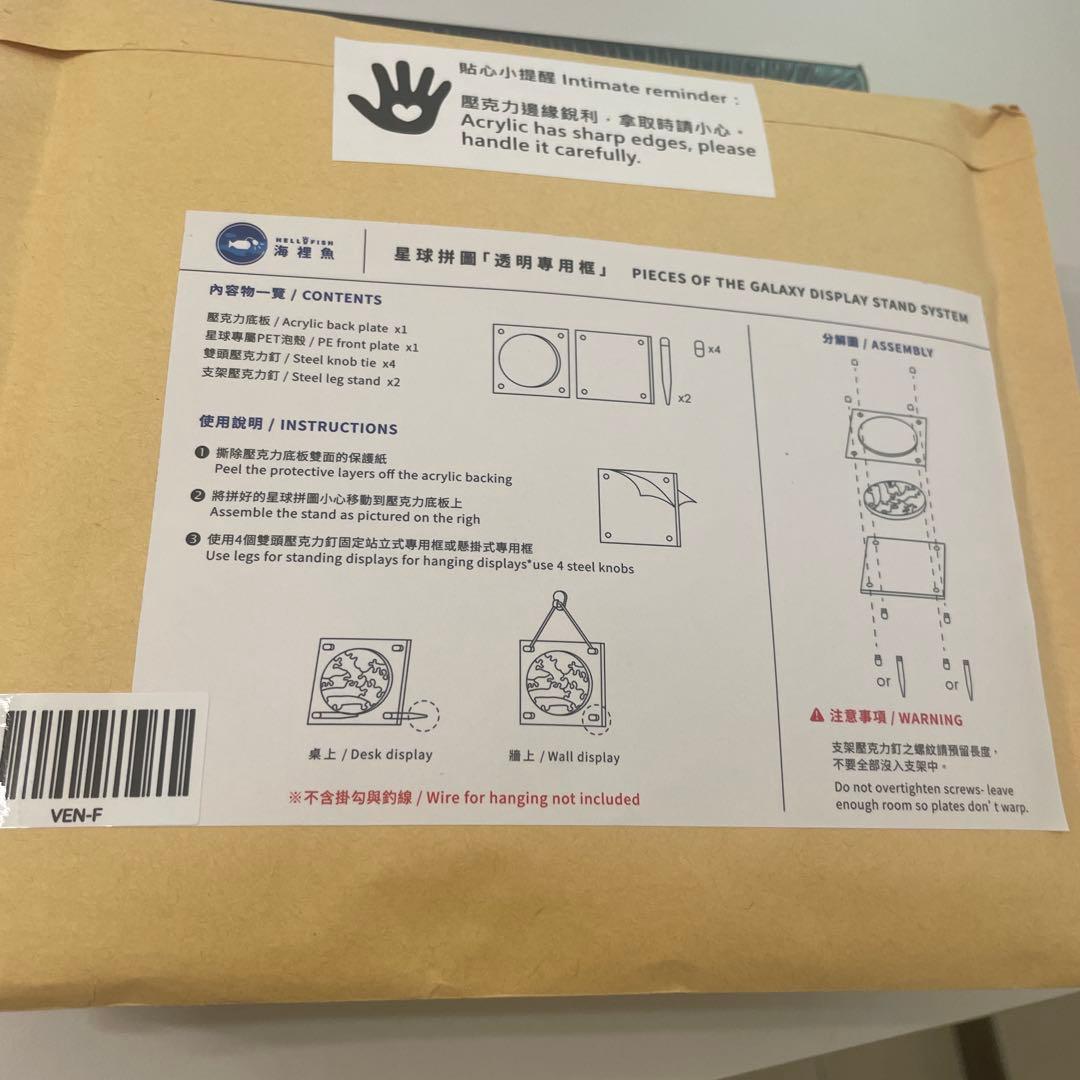 貼心小提醒 Intimate reminder：
壓克力邊緣銳利，拿取時請小心。
Acrylic has sharp edges, please
handle it carefully.
HELLOFISH
海裡魚
星球拼圖「透明專用框」 PIECES OF THE GALAXY DISPLAY STAND SYSTEM
內容物一覽 / CONTENTS
壓克力底板 / Acrylic back plate x1
星球專屬PET泡殼 / PE front plate x1
雙頭壓克力釘 / Steel knob tie x4
支架壓克力釘 / Steel leg stand x2
x2
x4
使用說明 / INSTRUCTIONS
❶ 撕除壓克力底板雙面的保護紙
Peel the protective layers off the acrylic backing
❷ 將拼好的星球拼圖小心移動到壓克力底板上
Assemble the stand as pictured on the righ
❸ 使用4個雙頭壓克力釘固定站立式專用框或懸掛式專用框
Use legs for standing displays for hanging displays*use 4 steel knobs
桌上 / Desk display
牆上 / Wall display
※不含掛勾與釣線 / Wire for hanging not included
分解圖 / ASSEMBLY
or
or
注意事項 / WARNING
支架壓克力釘之螺紋請預留長度，
不要全部沒入支架中。
Do not overtighten screws- leave
enough room so plates don't warp.
VEN-F